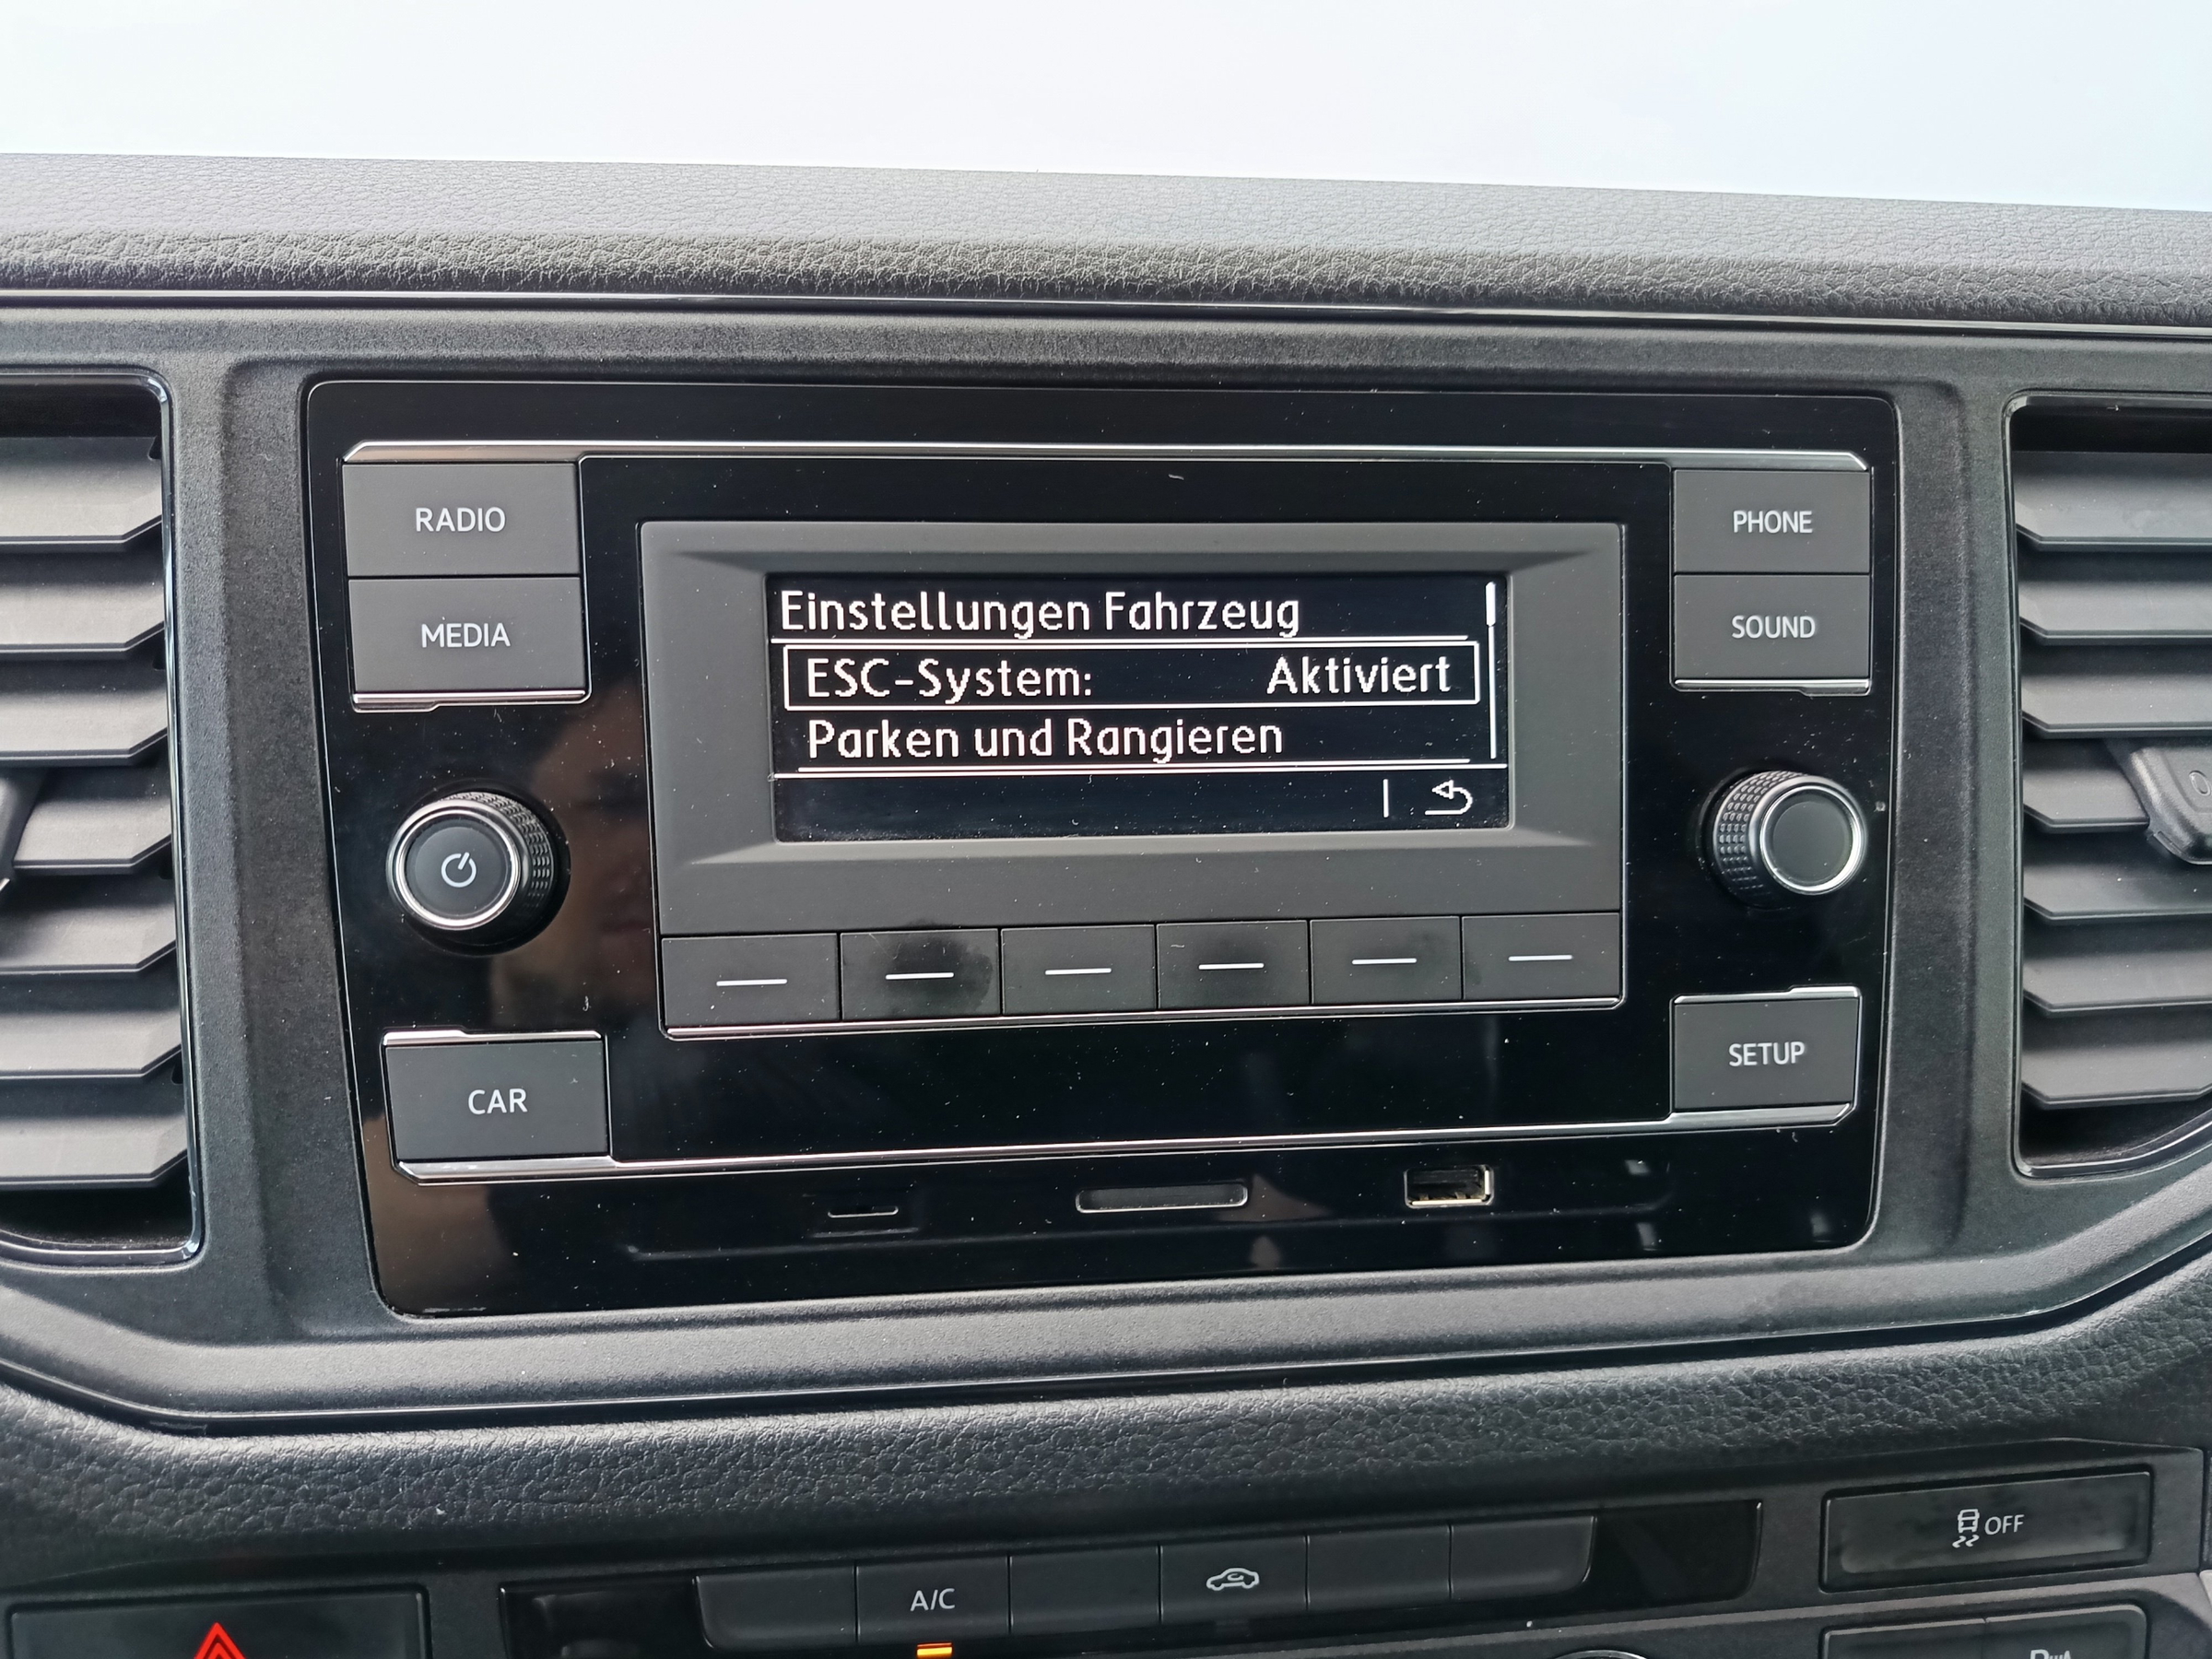 RADIO
PHONE
MEDIA
SOUND
Einstellungen Fahrzeug
ESC-System: Aktiviert
Parken und Rangieren
CAR
SETUP
OFF
A/C